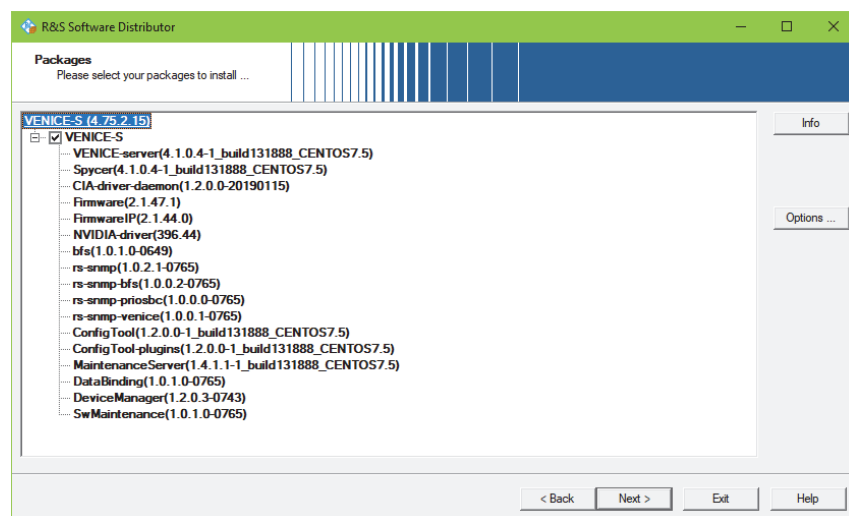 R&S Software Distributor
Packages
Please select your packages to install ...
VENICE-S (4.75.2.15)
VENICE-S
VENICE-server(4.1.0.4-1_build131888_CENTOS7.5)
Spycer(4.1.0.4-1_build131888_CENTOS7.5)
CIA-driver-daemon(1.2.0.0-20190115)
Firmware(2.1.47.1)
FirmwareIP(2.1.44.0)
NVIDIA-driver(396.44)
bfs(1.0.1.0-0649)
rs-snmp(1.0.2.1-0765)
rs-snmp-bfs(1.0.0.2-0765)
rs-snmp-priosbc(1.0.0.0-0765)
rs-snmp-venice(1.0.0.1-0765)
ConfigTool(1.2.0.0-1_build131888_CENTOS7.5)
ConfigTool-plugins(1.2.0.0-1_build131888_CENTOS7.5)
MaintenanceServer(1.4.1.1-1_build131888_CENTOS7.5)
DataBinding(1.0.1.0-0765)
DeviceManager(1.2.0.3-0743)
SwMaintenance(1.0.1.0-0765)
Info
Options ...
< Back
Next >
Exit
Help